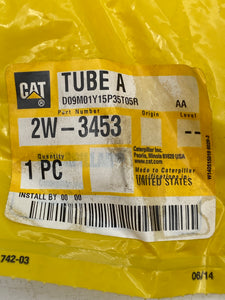 CAT
TUBE A
D09M01Y15P35T05R
AA
Part Number
Origin
Level
2W-3453
--
Quantity
1 PC
Caterpillar Inc.
Peoria, Illinois 61629 USA
Made to Caterpillar
specifications in
UNITED STATES
INSTALL BY 00 00
742-03
06/14